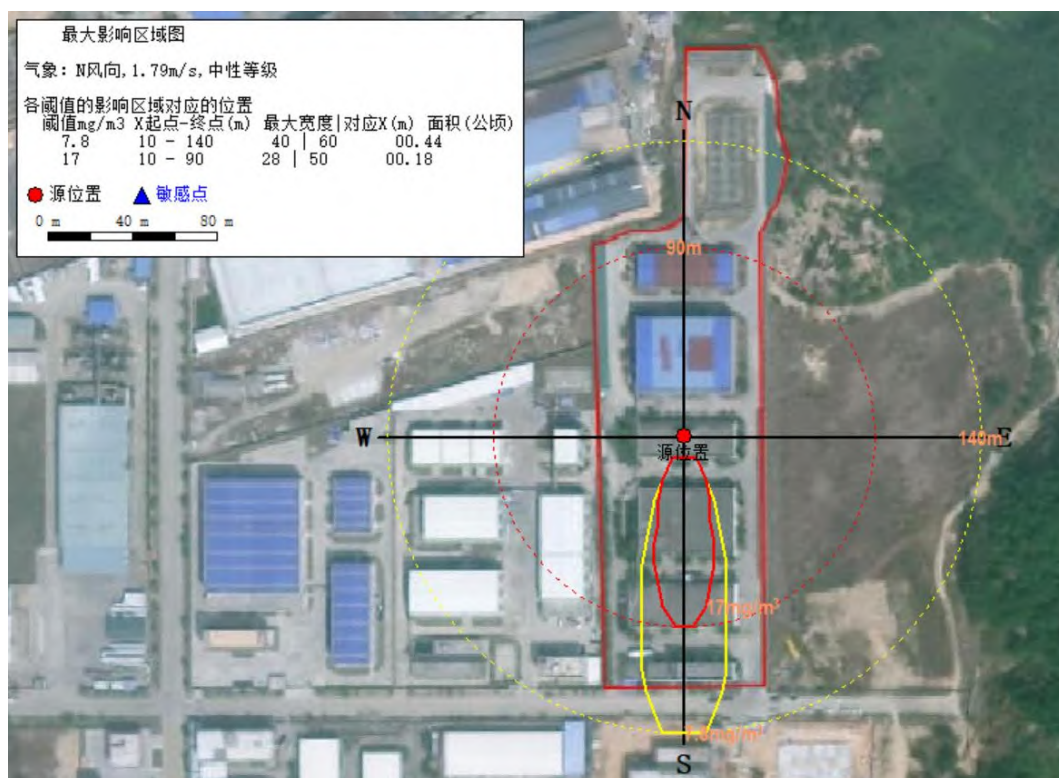 最大影响区域图
气象：N风向,1.79m/s,中性等级
各阈值的影响区域对应的位置
阈值mg/m3 X起点-终点(m) 最大宽度|对应X(m) 面积(公顷)
7.8 10 - 140 40 | 60 00.44
17 10 - 90 28 | 50 00.18
源位置 敏感点
0 m 40 m 80 m
N
90m
W
140m
E
源位置
17mg/m³
7.8mg/m³
S